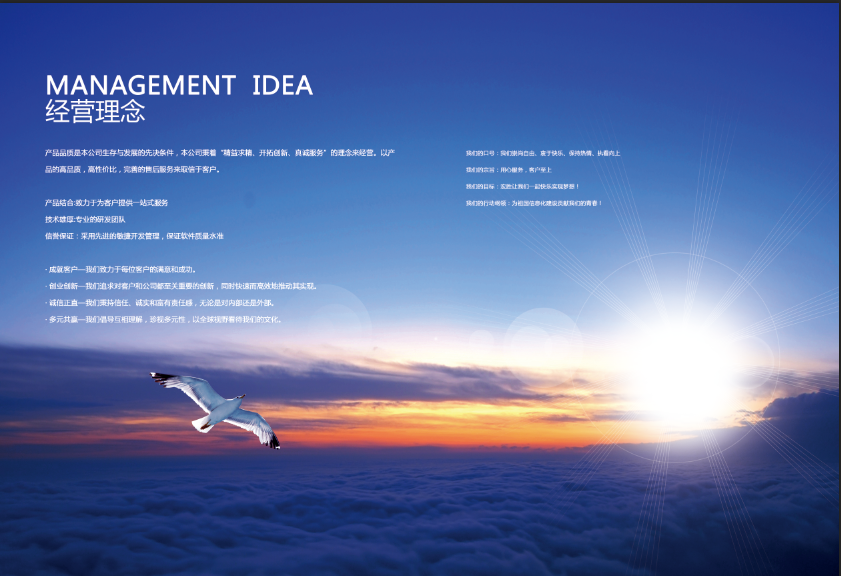 MANAGEMENT IDEA
经营理念
产品品质是本公司生存与发展的先决条件，本公司秉着“精益求精、开拓创新、真诚服务”的理念来经营。以产
品的高品质，高性价比，完善的售后服务来取信于客户。
产品结合:致力于为客户提供一站式服务
技术雄厚:专业的研发团队
信誉保证：采用先进的敏捷开发管理，保证软件质量水准
· 成就客户—我们致力于每位客户的满意和成功。
· 创业创新—我们追求对客户和公司都至关重要的创新，同时快速而高效地推动其实现。
· 诚信正直—我们秉持信任、诚实和富有责任感，无论是对内部还是外部。
· 多元共赢—我们倡导互相理解，珍视多元性，以全球视野看待我们的文化。
我们的口号：我们崇尚自由、敢于快乐、保持热情、执着向上
我们的宗旨：用心服务，客户至上
我们的目标：实践让我们一起快乐实现梦想！
我们的行动纲领：为祖国信息化建设贡献我们的青春！